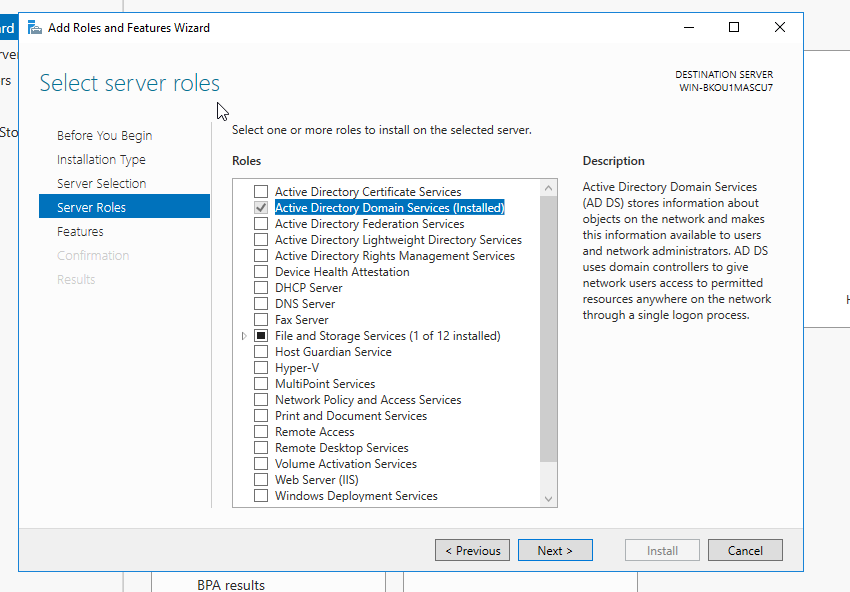 Add Roles and Features Wizard
Select server roles
DESTINATION SERVER
WIN-BKOU1MASCU7
Before You Begin
Installation Type
Server Selection
Server Roles
Features
Confirmation
Results
Select one or more roles to install on the selected server.
Roles
Active Directory Certificate Services
Active Directory Domain Services (Installed)
Active Directory Federation Services
Active Directory Lightweight Directory Services
Active Directory Rights Management Services
Device Health Attestation
DHCP Server
DNS Server
Fax Server
File and Storage Services (1 of 12 installed)
Host Guardian Service
Hyper-V
MultiPoint Services
Network Policy and Access Services
Print and Document Services
Remote Access
Remote Desktop Services
Volume Activation Services
Web Server (IIS)
Windows Deployment Services
Description
Active Directory Domain Services
(AD DS) stores information about
objects on the network and makes
this information available to users
and network administrators. AD DS
uses domain controllers to give
network users access to permitted
resources anywhere on the network
through a single logon process.
< Previous
Next >
Install
Cancel
BPA results